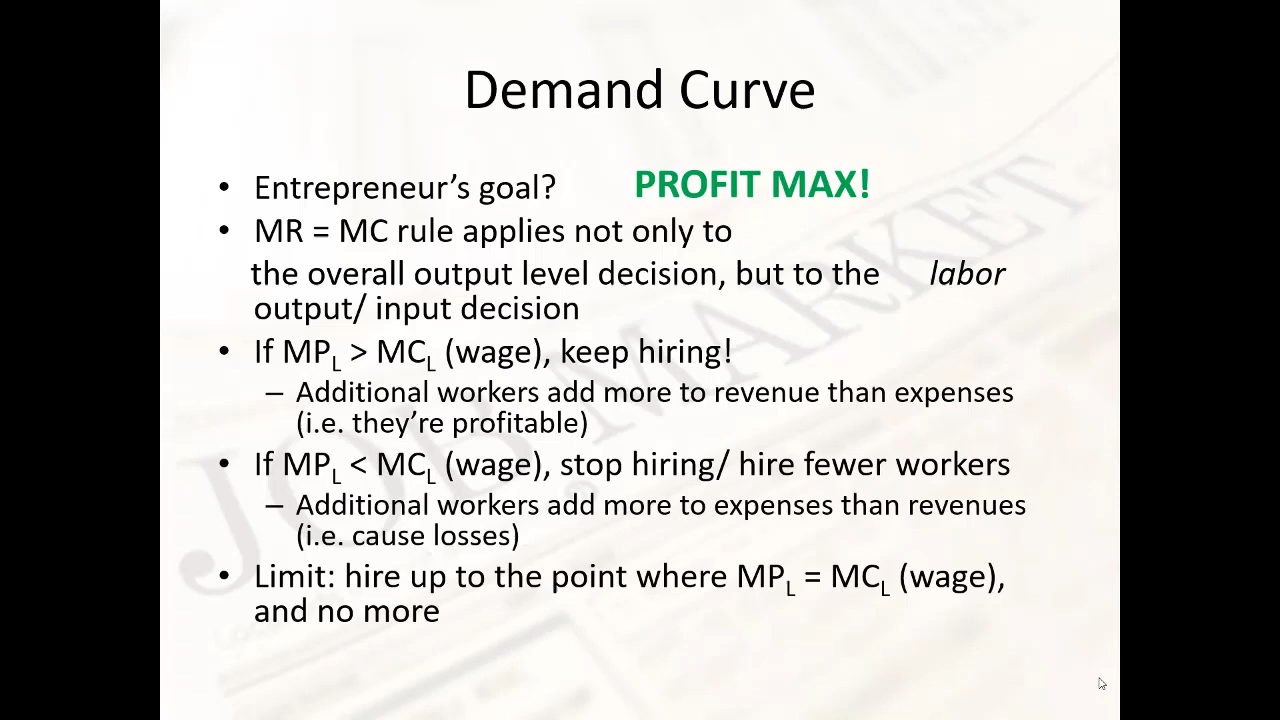 Demand Curve
• Entrepreneur’s goal? PROFIT MAX!
• MR = MC rule applies not only to
the overall output level decision, but to the labor
output/ input decision
• If MPL > MCL (wage), keep hiring!
– Additional workers add more to revenue than expenses
(i.e. they’re profitable)
• If MPL < MCL (wage), stop hiring/ hire fewer workers
– Additional workers add more to expenses than revenues
(i.e. cause losses)
• Limit: hire up to the point where MPL = MCL (wage),
and no more
JOB MARKET